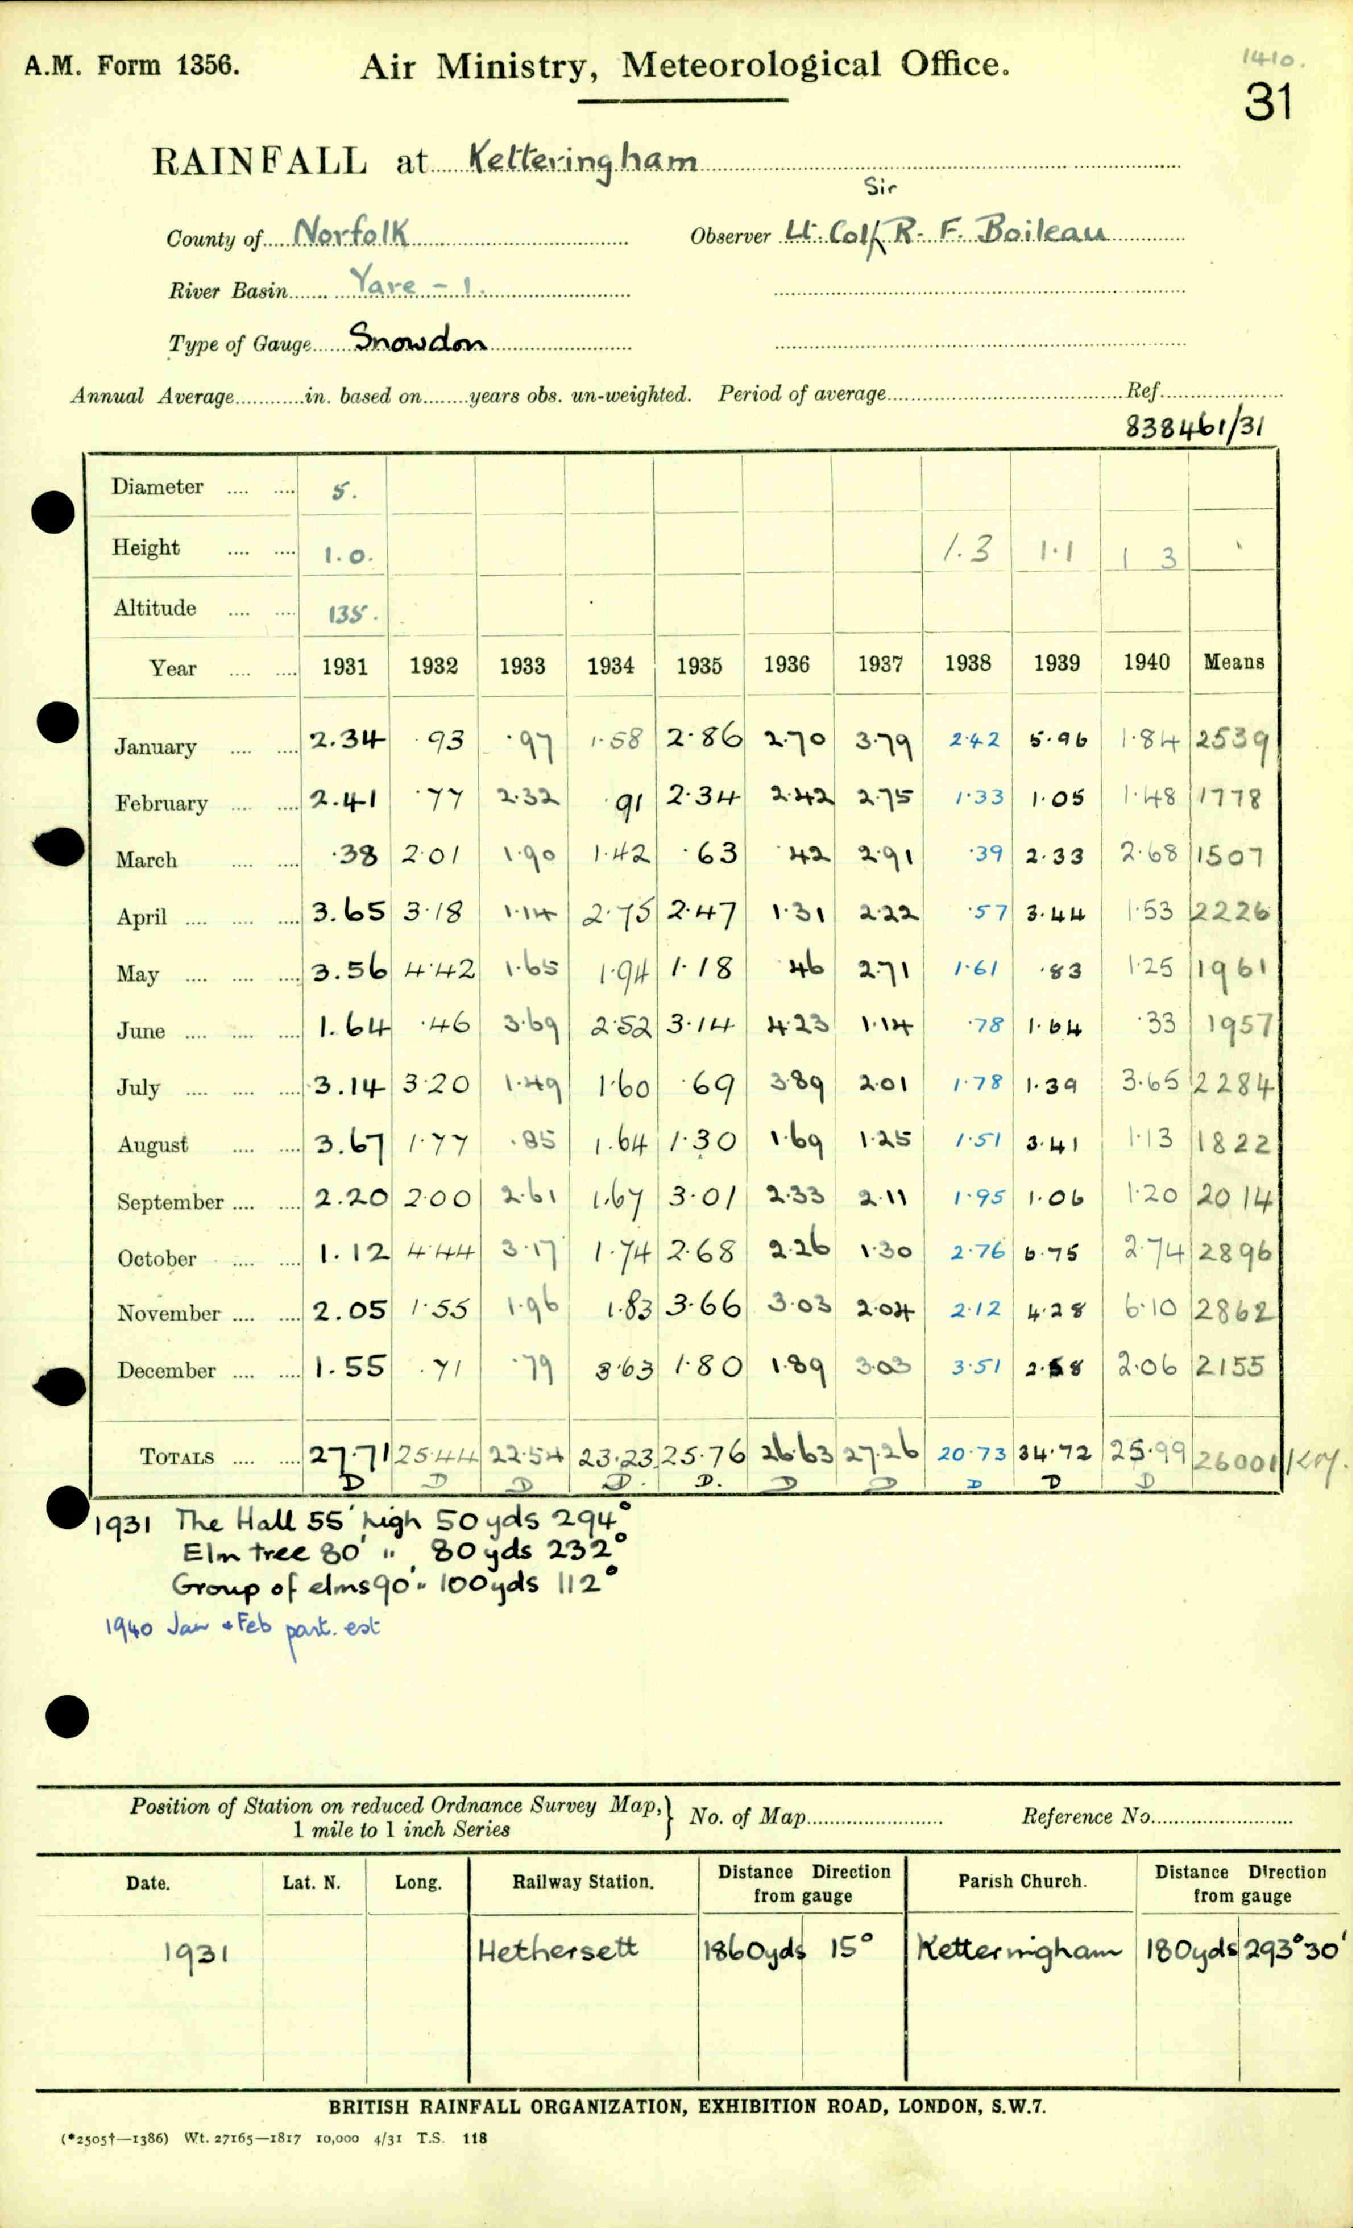 A.M. Form 1356.
Air Ministry, Meteorological Office.
1410.
31
RAINFALL at Ketteringham
Sir
County of Norfolk Observer Lt. Col R. F. Boileau
River Basin Yare - 1.
Type of Gauge Snowdon
Annual Average in. based on years obs. un-weighted. Period of average Ref.
838461/31
Diameter 5.
Height 1.0. 1.3 1.1 1 3
Altitude 135.
Year 1931 1932 1933 1934 1935 1936 1937 1938 1939 1940 Means
January 2.34 .93 .97 1.58 2.86 2.70 3.79 2.42 5.96 1.84 2539
February 2.41 .77 2.32 .91 2.34 2.42 2.75 1.33 1.05 1.48 1778
March .38 2.01 1.90 1.42 .63 .42 2.91 .39 2.33 2.68 1507
April 3.65 3.18 1.14 2.75 2.47 1.31 2.22 .57 3.44 1.53 2226
May 3.56 4.42 1.65 1.94 1.18 46 2.71 1.61 .83 1.25 1961
June 1.64 .46 3.69 2.52 3.14 4.23 1.14 .78 1.64 .33 1957
July 3.14 3.20 1.49 1.60 .69 3.89 2.01 1.78 1.39 3.65 2284
August 3.67 1.77 .85 1.64 1.30 1.69 1.25 1.51 3.41 1.13 1822
September 2.20 2.00 2.61 1.67 3.01 2.33 2.11 1.95 1.06 1.20 2014
October 1.12 4.44 3.17 1.74 2.68 2.26 1.30 2.76 6.75 2.74 2896
November 2.05 1.55 1.96 1.83 3.66 3.03 2.04 2.12 4.28 6.10 2862
December 1.55 .71 .79 3.63 1.80 1.89 3.03 3.51 2.58 2.06 2155
TOTALS 27.71 25.44 22.54 23.23 25.76 26.63 27.26 20.73 34.72 25.99 26001
D D D D. D. D D D D D
1931 The Hall 55' high 50 yds 294°
Elm tree 80' " 80 yds 232°
Group of elms 90' " 100 yds 112°
1940 Jan + Feb part. est
Position of Station on reduced Ordnance Survey Map, 1 mile to 1 inch Series } No. of Map Reference No.
Date. Lat. N. Long. Railway Station. Distance Direction from gauge Parish Church. Distance Direction from gauge
1931 Hethersett 1860yds 15° Ketteringham 180yds 293°30'
BRITISH RAINFALL ORGANIZATION, EXHIBITION ROAD, LONDON, S.W.7.
(*2505†—1386) Wt. 27165—1817 10,000 4/31 T.S. 118